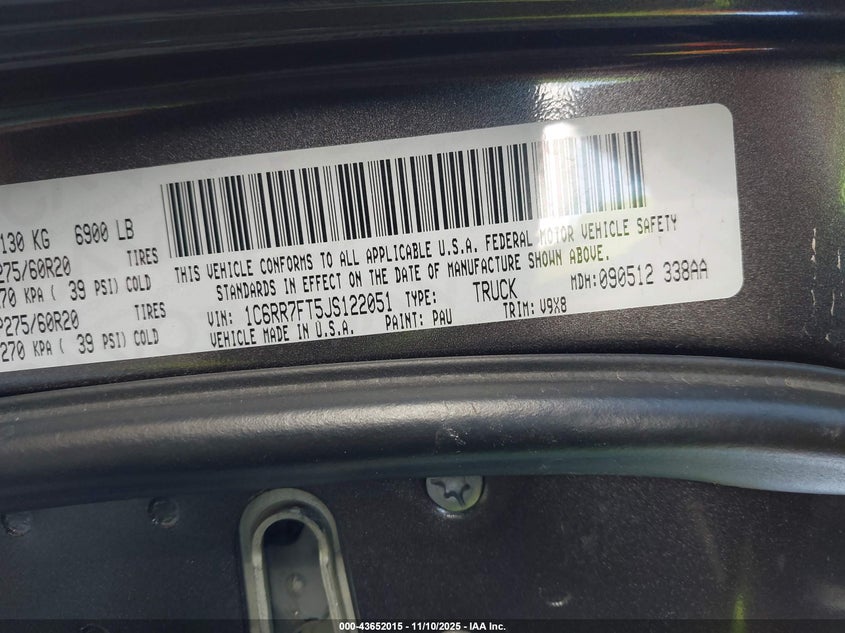 130 KG 6900 LB
P275/60R20 TIRES
270 KPA ( 39 PSI) COLD
P275/60R20 TIRES
270 KPA ( 39 PSI) COLD
THIS VEHICLE CONFORMS TO ALL APPLICABLE U.S.A. FEDERAL MOTOR VEHICLE SAFETY
STANDARDS IN EFFECT ON THE DATE OF MANUFACTURE SHOWN ABOVE.
VIN: 1C6RR7FT5JS122051 TYPE: TRUCK MDH:090512 338AA
VEHICLE MADE IN U.S.A. PAINT: PAU TRIM: V9X8
000-43652015 - 11/10/2025 - IAA Inc.